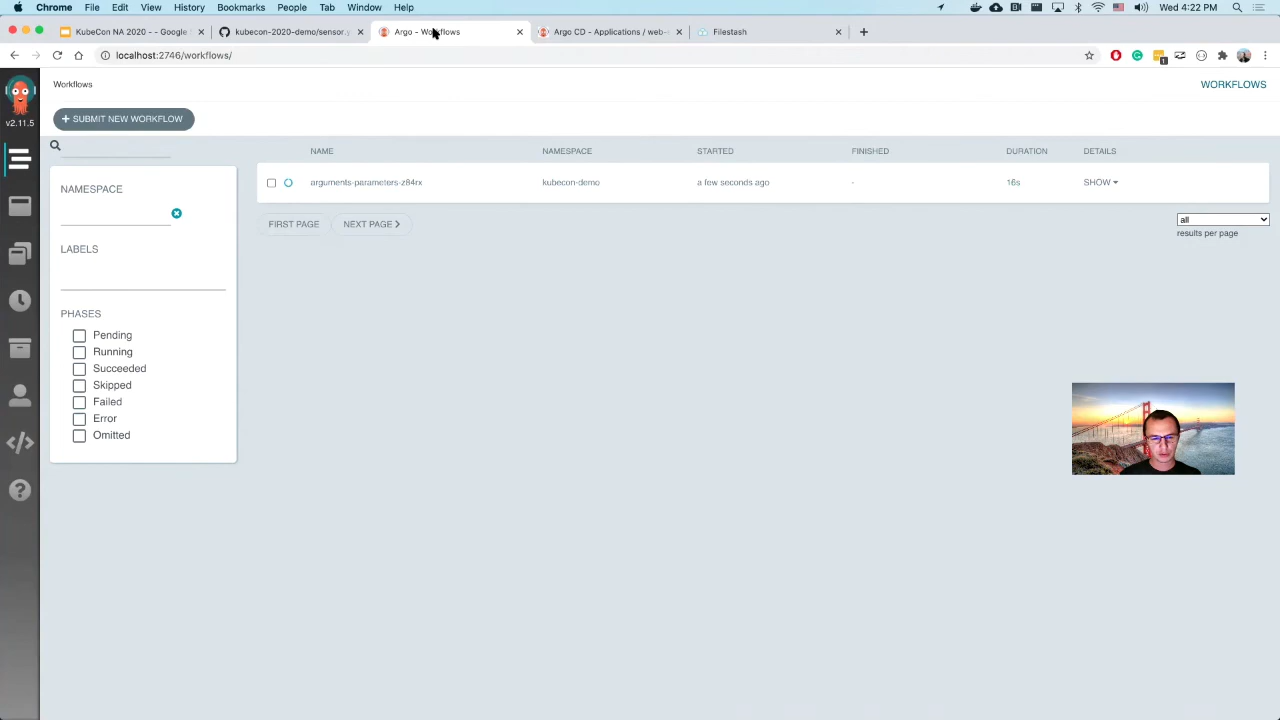 Chrome File Edit View History Bookmarks People Tab Window Help Wed 4:22 PM
KubeCon NA 2020 - - Google kubecon-2020-demo/sensor.y Argo - Workflows Argo CD - Applications / web- Filestash
localhost:2746/workflows/
Workflows WORKFLOWS
v2.11.5
+ SUBMIT NEW WORKFLOW
NAME NAMESPACE STARTED FINISHED DURATION DETAILS
arguments-parameters-z84rx kubecon-demo a few seconds ago - 16s SHOW
FIRST PAGE NEXT PAGE
all
results per page
NAMESPACE
LABELS
PHASES
Pending
Running
Succeeded
Skipped
Failed
Error
Omitted